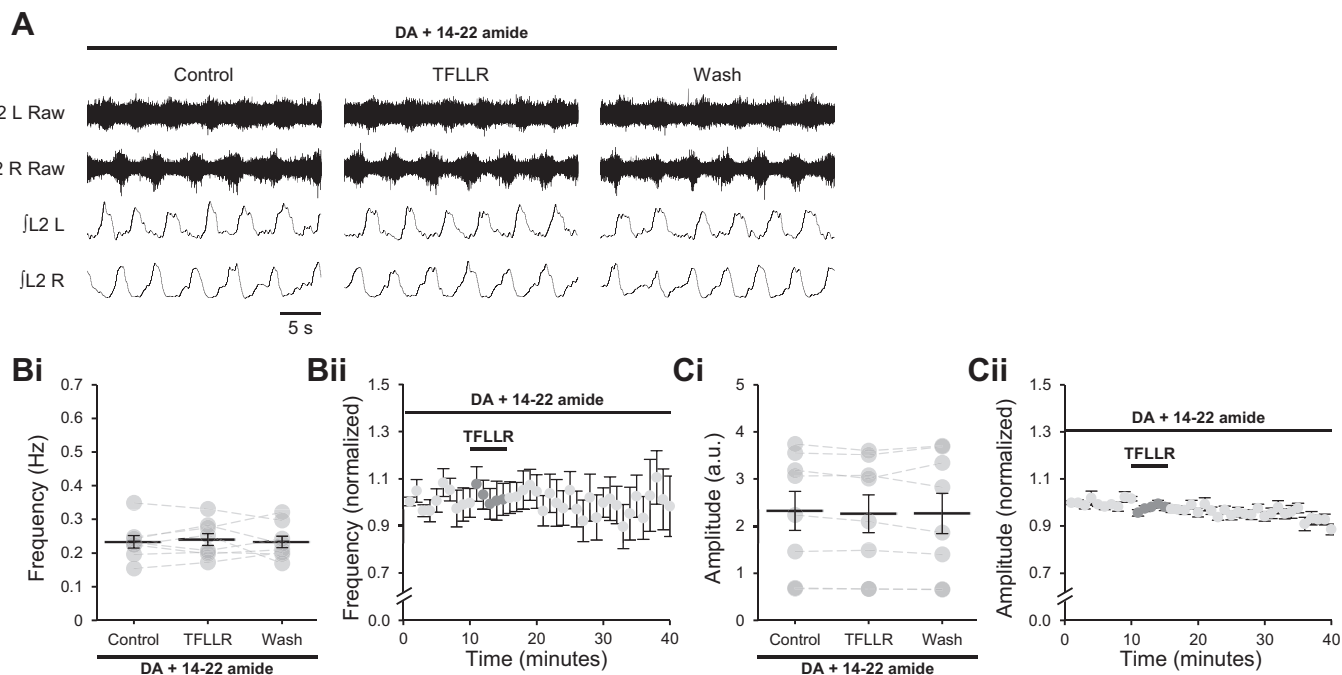 A
DA + 14-22 amide
Control TFLLR Wash
2 L Raw
2 R Raw
∫L2 L
∫L2 R
5 s
Bi
Frequency (Hz)
0.7
0.6
0.5
0.4
0.3
0.2
0.1
0
Control TFLLR Wash
DA + 14-22 amide
Bii
Frequency (normalized)
1.5
1.3
1.1
0.9
0.7
0.0
DA + 14-22 amide
TFLLR
0 10 20 30 40
Time (minutes)
Ci
Amplitude (a.u.)
5
4
3
2
1
0
Control TFLLR Wash
DA + 14-22 amide
Cii
Amplitude (normalized)
1.5
1.3
1.1
0.9
0.7
0.0
DA + 14-22 amide
TFLLR
0 10 20 30 40
Time (minutes)